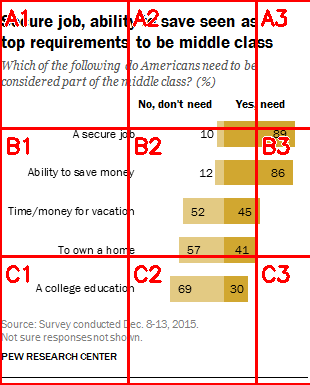 A1 A2 A3
Secure job, ability to save seen as
top requirements to be middle class
Which of the following do Americans need to be
considered part of the middle class? (%)
No, don't need Yes, need
A secure job 10 89
B1 B2 B3
Ability to save money 12 86
Time/money for vacation 52 45
To own a home 57 41
C1 C2 C3
A college education 69 30
Source: Survey conducted Dec. 8-13, 2015.
Not sure responses not shown.
PEW RESEARCH CENTER